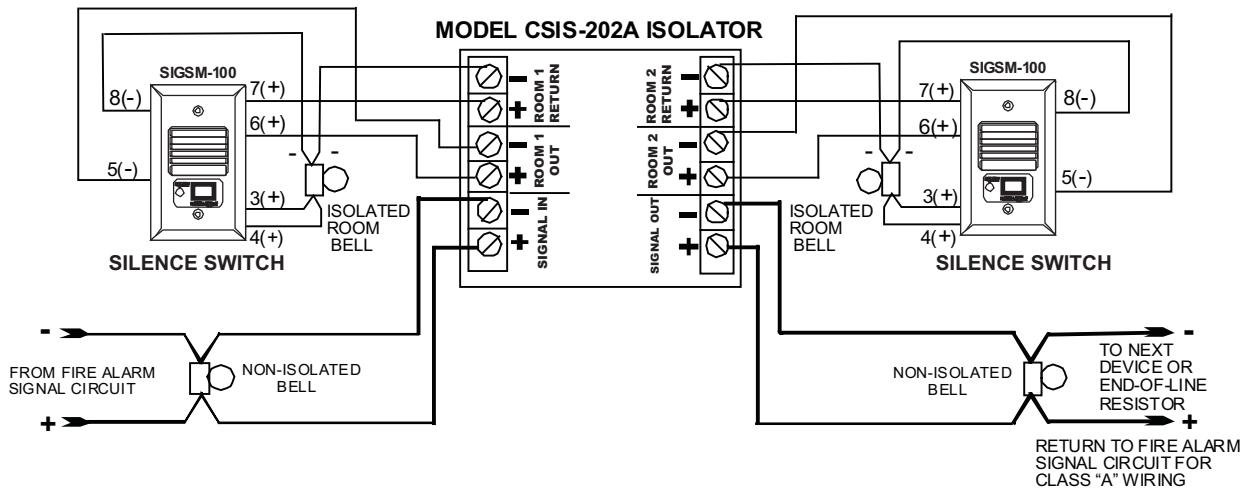 MODEL CSIS-202A ISOLATOR
SIGSM-100
8(-)
7(+)
6(+)
5(-)
3(+)
4(+)
- -
SILENCE SWITCH
ISOLATED
ROOM
BELL
- ROOM 1
+ RETURN
- ROOM 1
+ OUT
- SIGNAL IN
+
ROOM 2 -
RETURN +
ROOM 2 -
OUT +
SIGNAL OUT -
+
SIGSM-100
7(+)
8(-)
6(+)
5(-)
3(+)
4(+)
- -
ISOLATED
ROOM
BELL
SILENCE SWITCH
-
FROM FIRE ALARM
SIGNAL CIRCUIT
+
NON-ISOLATED
BELL
NON-ISOLATED
BELL
-
TO NEXT
DEVICE OR
END-OF-LINE
RESISTOR
+
RETURN TO FIRE ALARM
SIGNAL CIRCUIT FOR
CLASS “A” WIRING